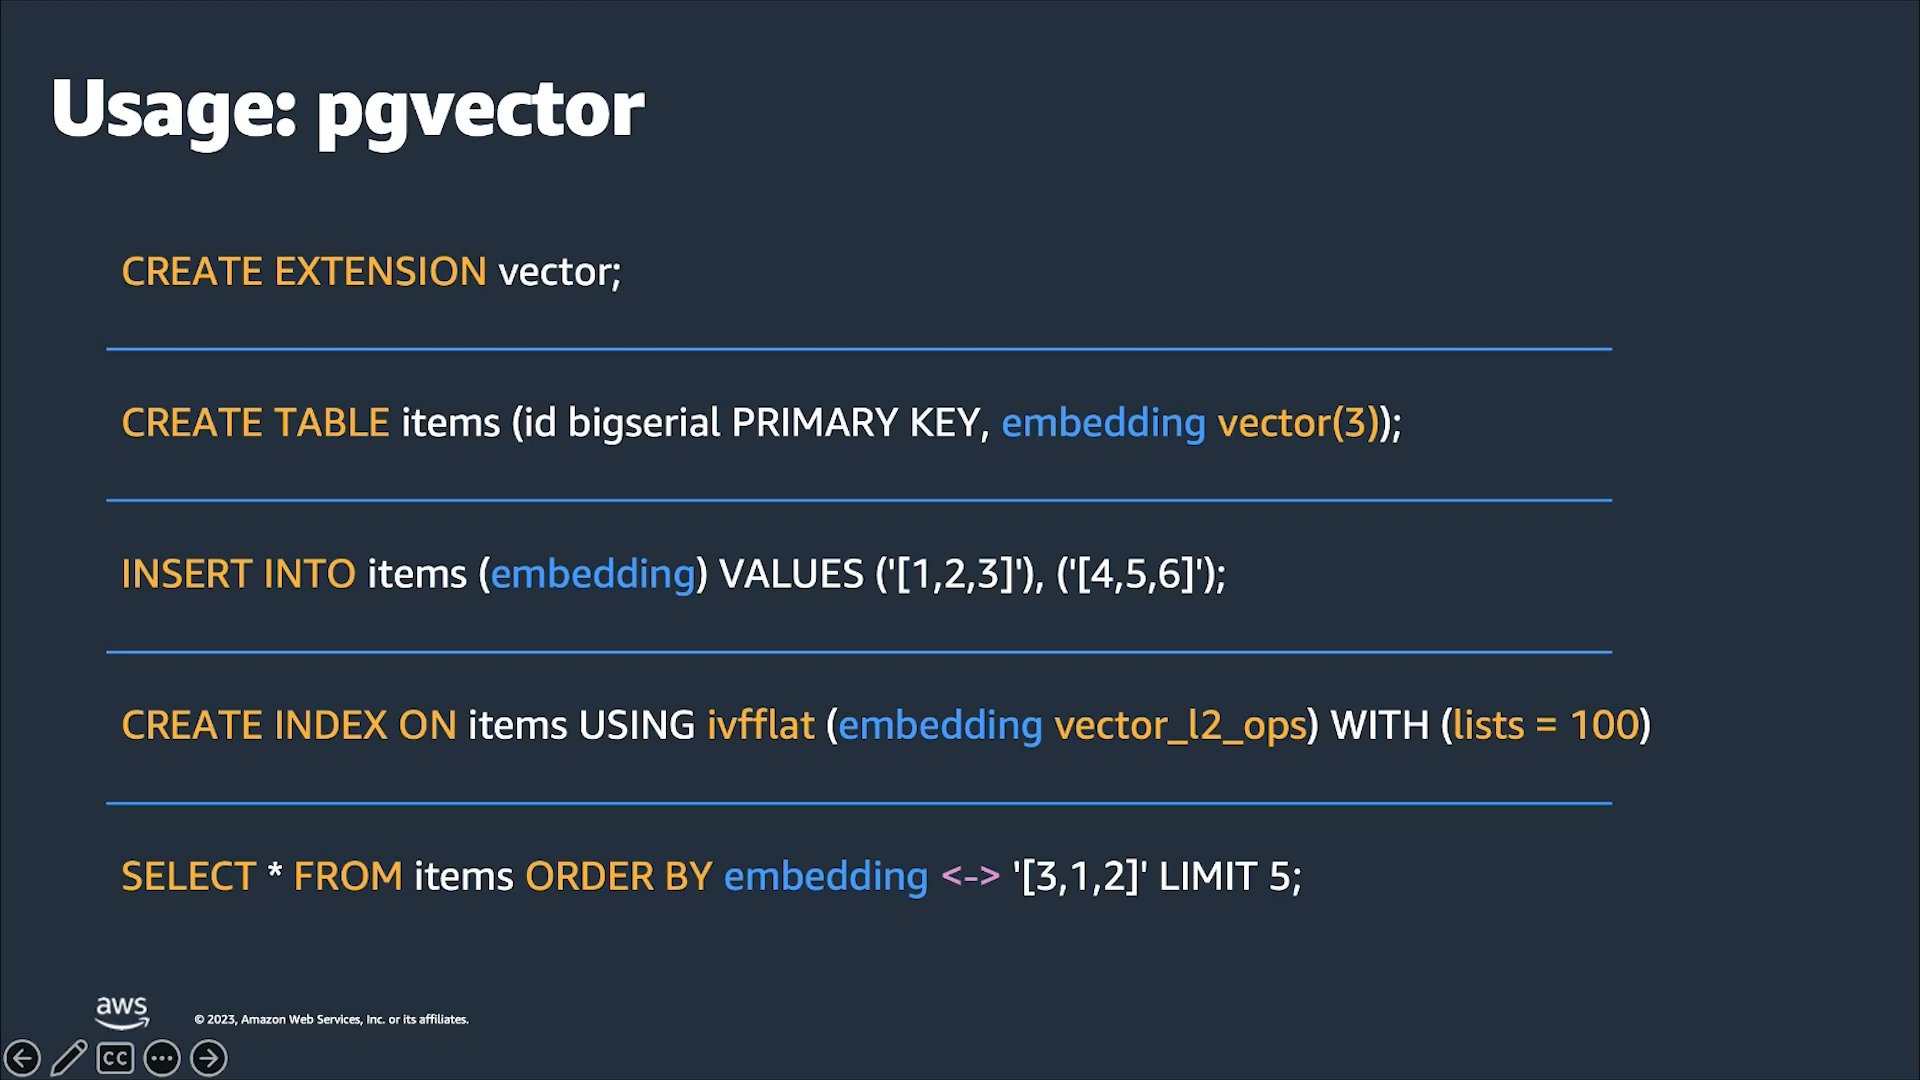 Usage: pgvector
CREATE EXTENSION vector;
CREATE TABLE items (id bigserial PRIMARY KEY, embedding vector(3));
INSERT INTO items (embedding) VALUES ('[1,2,3]'), ('[4,5,6]');
CREATE INDEX ON items USING ivfflat (embedding vector_l2_ops) WITH (lists = 100)
SELECT * FROM items ORDER BY embedding <-> '[3,1,2]' LIMIT 5;
aws
© 2023, Amazon Web Services, Inc. or its affiliates.
CC